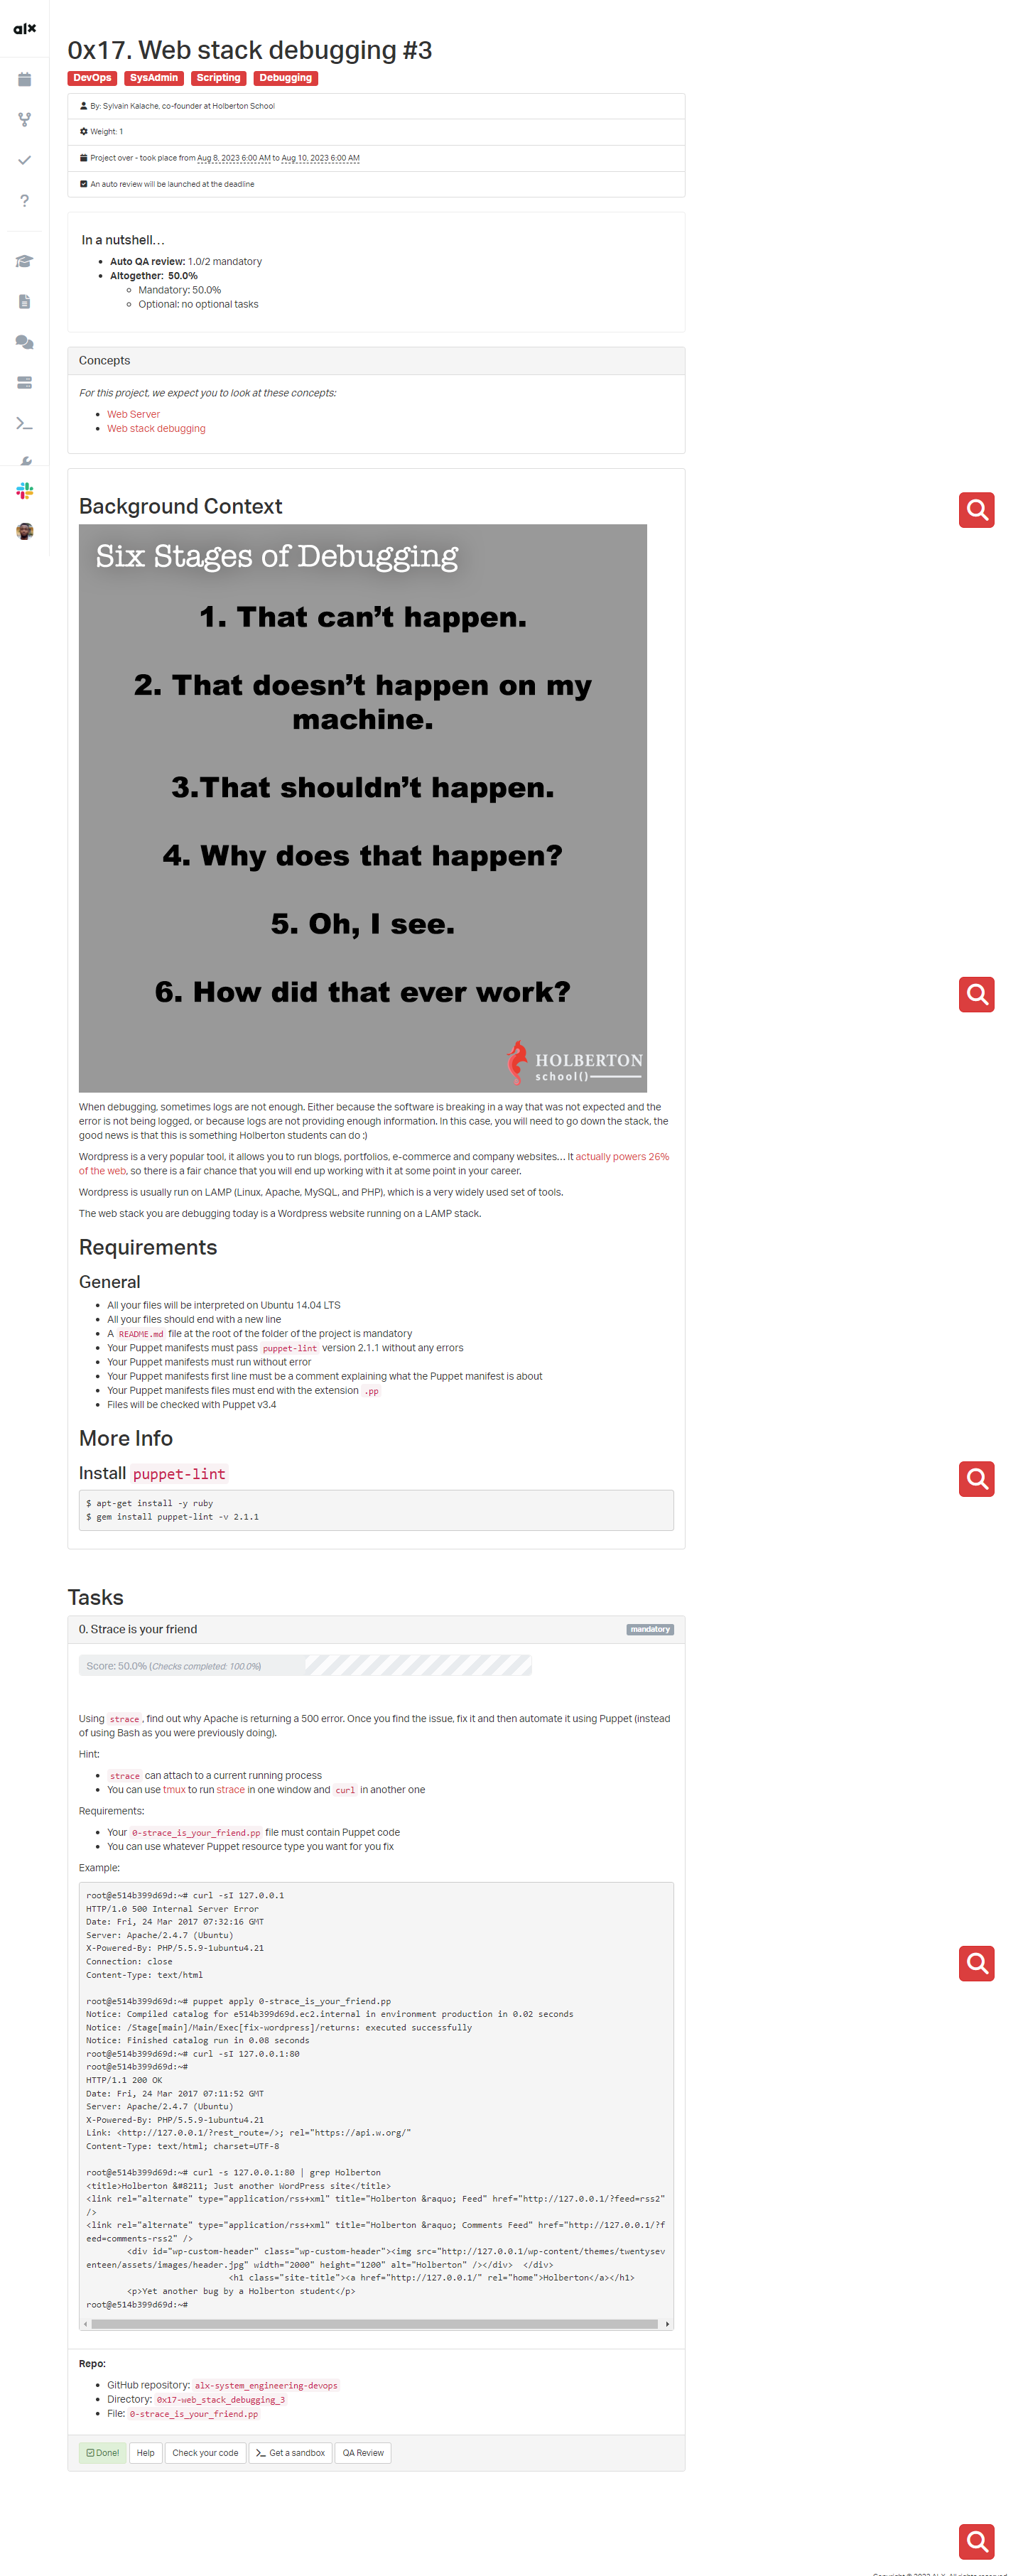 alx
0x17. Web stack debugging #3
DevOps SysAdmin Scripting Debugging
By: Sylvain Kalache, co-founder at Holberton School
Weight: 1
Project over - took place from Aug 8, 2023 6:00 AM to Aug 10, 2023 6:00 AM
An auto review will be launched at the deadline
In a nutshell…
Auto QA review: 1.0/2 mandatory
Altogether: 50.0%
Mandatory: 50.0%
Optional: no optional tasks
Concepts
For this project, we expect you to look at these concepts:
Web Server
Web stack debugging
Background Context
Six Stages of Debugging
1. That can’t happen.
2. That doesn’t happen on my
machine.
3.That shouldn’t happen.
4. Why does that happen?
5. Oh, I see.
6. How did that ever work?
HOLBERTON
school()
When debugging, sometimes logs are not enough. Either because the software is breaking in a way that was not expected and the
error is not being logged, or because logs are not providing enough information. In this case, you will need to go down the stack, the
good news is that this is something Holberton students can do :)
Wordpress is a very popular tool, it allows you to run blogs, portfolios, e-commerce and company websites… It actually powers 26%
of the web, so there is a fair chance that you will end up working with it at some point in your career.
Wordpress is usually run on LAMP (Linux, Apache, MySQL, and PHP), which is a very widely used set of tools.
The web stack you are debugging today is a Wordpress website running on a LAMP stack.
Requirements
General
All your files will be interpreted on Ubuntu 14.04 LTS
All your files should end with a new line
A README.md file at the root of the folder of the project is mandatory
Your Puppet manifests must pass puppet-lint version 2.1.1 without any errors
Your Puppet manifests must run without error
Your Puppet manifests first line must be a comment explaining what the Puppet manifest is about
Your Puppet manifests files must end with the extension .pp
Files will be checked with Puppet v3.4
More Info
Install puppet-lint
$ apt-get install -y ruby
$ gem install puppet-lint -v 2.1.1
Tasks
0. Strace is your friend mandatory
Score: 50.0% (Checks completed: 100.0%)
Using strace, find out why Apache is returning a 500 error. Once you find the issue, fix it and then automate it using Puppet (instead
of using Bash as you were previously doing).
Hint:
strace can attach to a current running process
You can use tmux to run strace in one window and curl in another one
Requirements:
Your 0-strace_is_your_friend.pp file must contain Puppet code
You can use whatever Puppet resource type you want for you fix
Example:
root@e514b399d69d:~# curl -sI 127.0.0.1
HTTP/1.0 500 Internal Server Error
Date: Fri, 24 Mar 2017 07:32:16 GMT
Server: Apache/2.4.7 (Ubuntu)
X-Powered-By: PHP/5.5.9-1ubuntu4.21
Connection: close
Content-Type: text/html
root@e514b399d69d:~# puppet apply 0-strace_is_your_friend.pp
Notice: Compiled catalog for e514b399d69d.ec2.internal in environment production in 0.02 seconds
Notice: /Stage[main]/Main/Exec[fix-wordpress]/returns: executed successfully
Notice: Finished catalog run in 0.08 seconds
root@e514b399d69d:~# curl -sI 127.0.0.1:80
root@e514b399d69d:~#
HTTP/1.1 200 OK
Date: Fri, 24 Mar 2017 07:11:52 GMT
Server: Apache/2.4.7 (Ubuntu)
X-Powered-By: PHP/5.5.9-1ubuntu4.21
Link: <http://127.0.0.1/?rest_route=/>; rel="https://api.w.org/"
Content-Type: text/html; charset=UTF-8
root@e514b399d69d:~# curl -s 127.0.0.1:80 | grep Holberton
<title>Holberton &#8211; Just another WordPress site</title>
<link rel="alternate" type="application/rss+xml" title="Holberton &raquo; Feed" href="http://127.0.0.1/?feed=rss2"
/>
<link rel="alternate" type="application/rss+xml" title="Holberton &raquo; Comments Feed" href="http://127.0.0.1/?f
eed=comments-rss2" />
<div id="wp-custom-header" class="wp-custom-header"><img src="http://127.0.0.1/wp-content/themes/twentysev
enteen/assets/images/header.jpg" width="2000" height="1200" alt="Holberton" /></div> </div>
<h1 class="site-title"><a href="http://127.0.0.1/" rel="home">Holberton</a></h1>
<p>Yet another bug by a Holberton student</p>
root@e514b399d69d:~#
Repo:
GitHub repository: alx-system_engineering-devops
Directory: 0x17-web_stack_debugging_3
File: 0-strace_is_your_friend.pp
Done! Help Check your code Get a sandbox QA Review